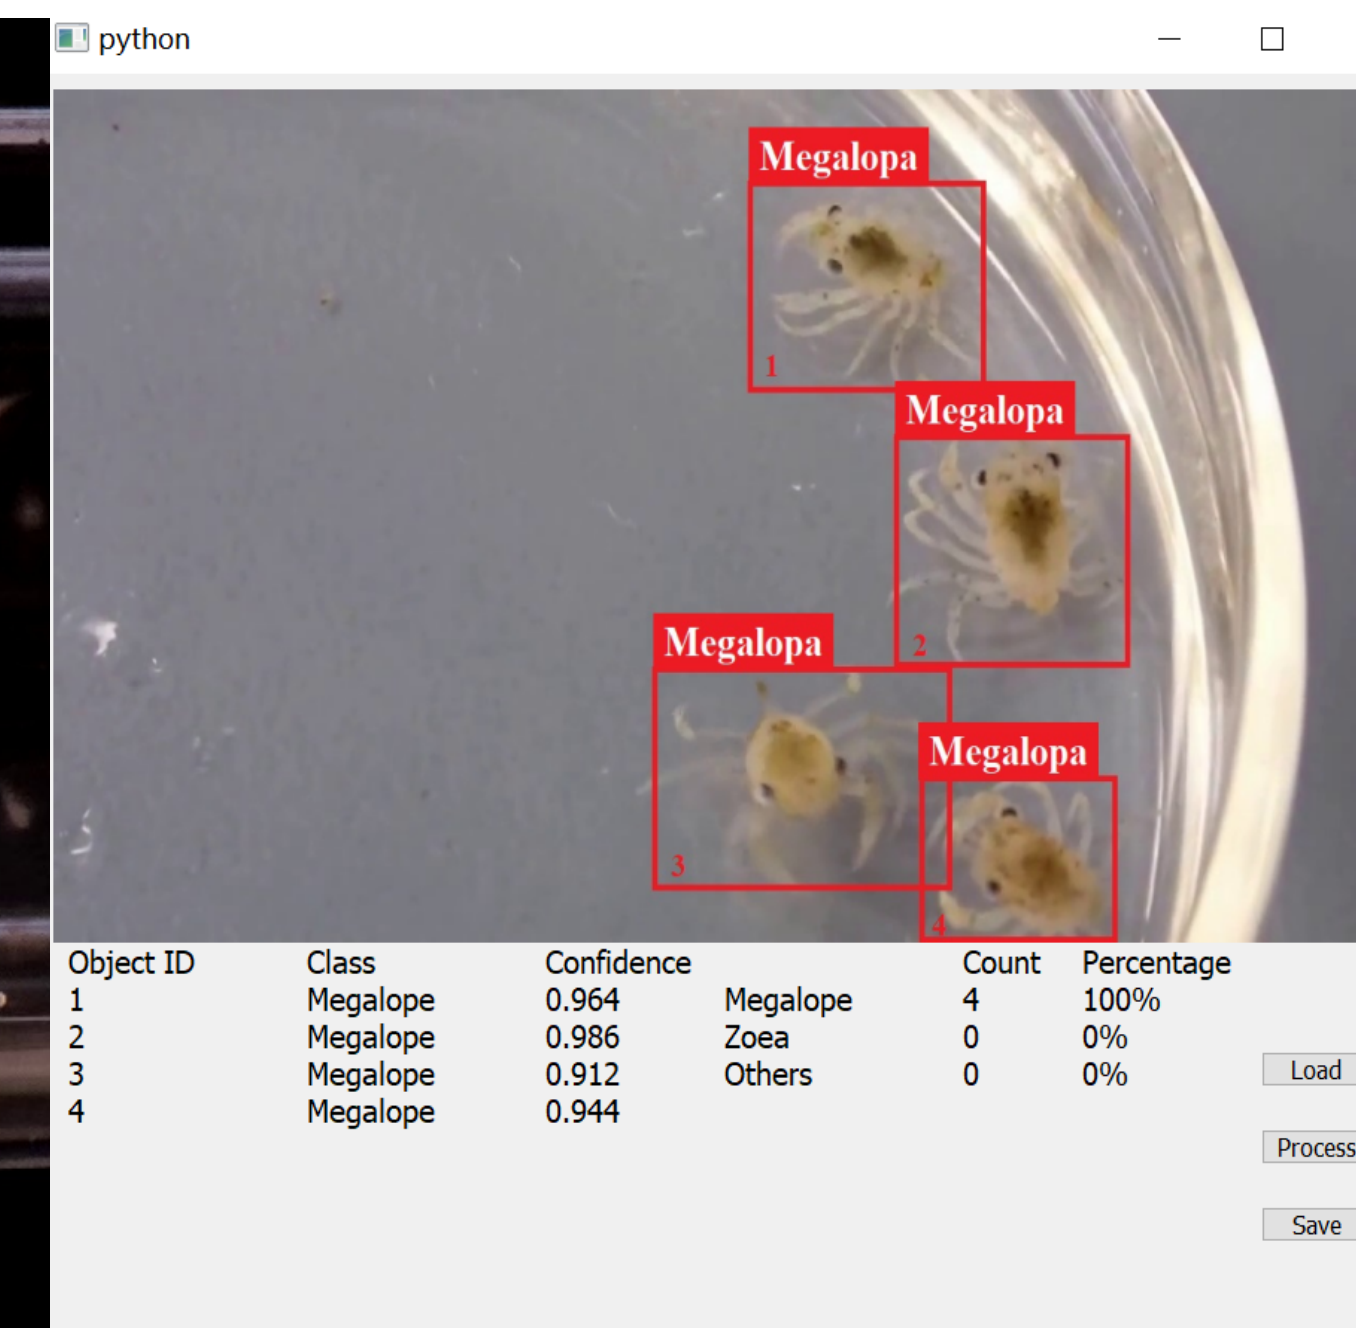 python
Megalopa
1
Megalopa
2
Megalopa
3
Megalopa
4
Object ID Class Confidence Count Percentage
1 Megalope 0.964 Megalope 4 100%
2 Megalope 0.986 Zoea 0 0%
3 Megalope 0.912 Others 0 0%
4 Megalope 0.944
Load
Process
Save